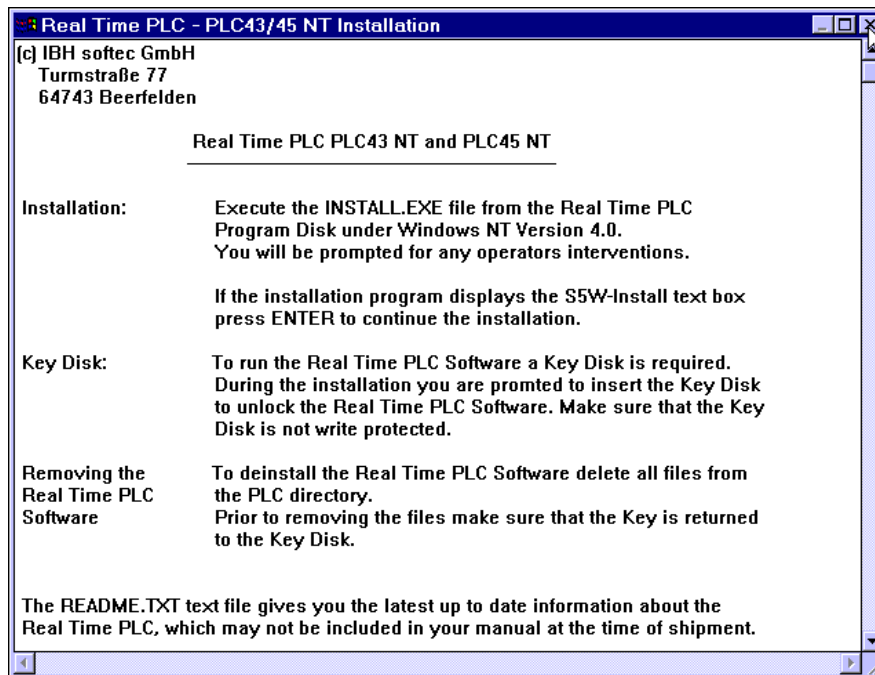 Real Time PLC - PLC43/45 NT Installation
(c) IBH softec GmbH
Turmstraße 77
64743 Beerfelden
Real Time PLC PLC43 NT and PLC45 NT
Installation: Execute the INSTALL.EXE file from the Real Time PLC
Program Disk under Windows NT Version 4.0.
You will be prompted for any operators interventions.
If the installation program displays the S5W-Install text box
press ENTER to continue the installation.
Key Disk: To run the Real Time PLC Software a Key Disk is required.
During the installation you are promted to insert the Key Disk
to unlock the Real Time PLC Software. Make sure that the Key
Disk is not write protected.
Removing the To deinstall the Real Time PLC Software delete all files from
Real Time PLC the PLC directory.
Software Prior to removing the files make sure that the Key is returned
to the Key Disk.
The README.TXT text file gives you the latest up to date information about the
Real Time PLC, which may not be included in your manual at the time of shipment.